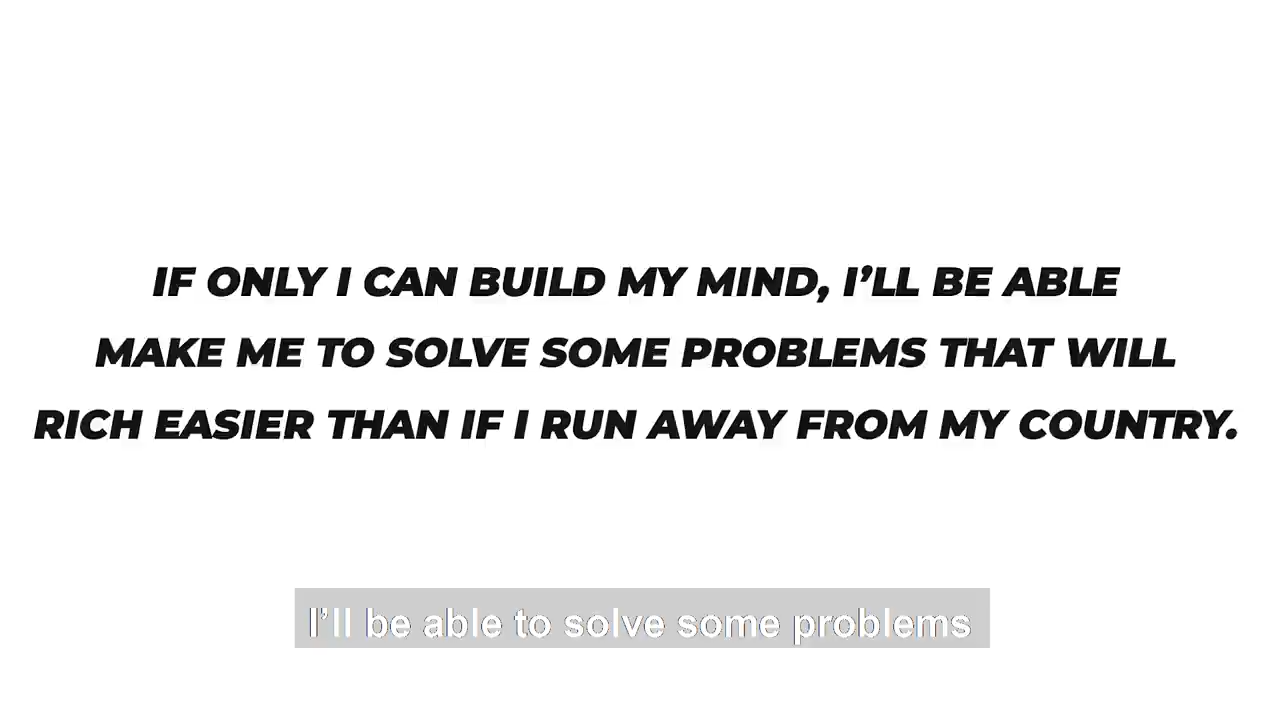 IF ONLY I CAN BUILD MY MIND, I’LL BE ABLE
MAKE ME TO SOLVE SOME PROBLEMS THAT WILL
RICH EASIER THAN IF I RUN AWAY FROM MY COUNTRY.
I’ll be able to solve some problems